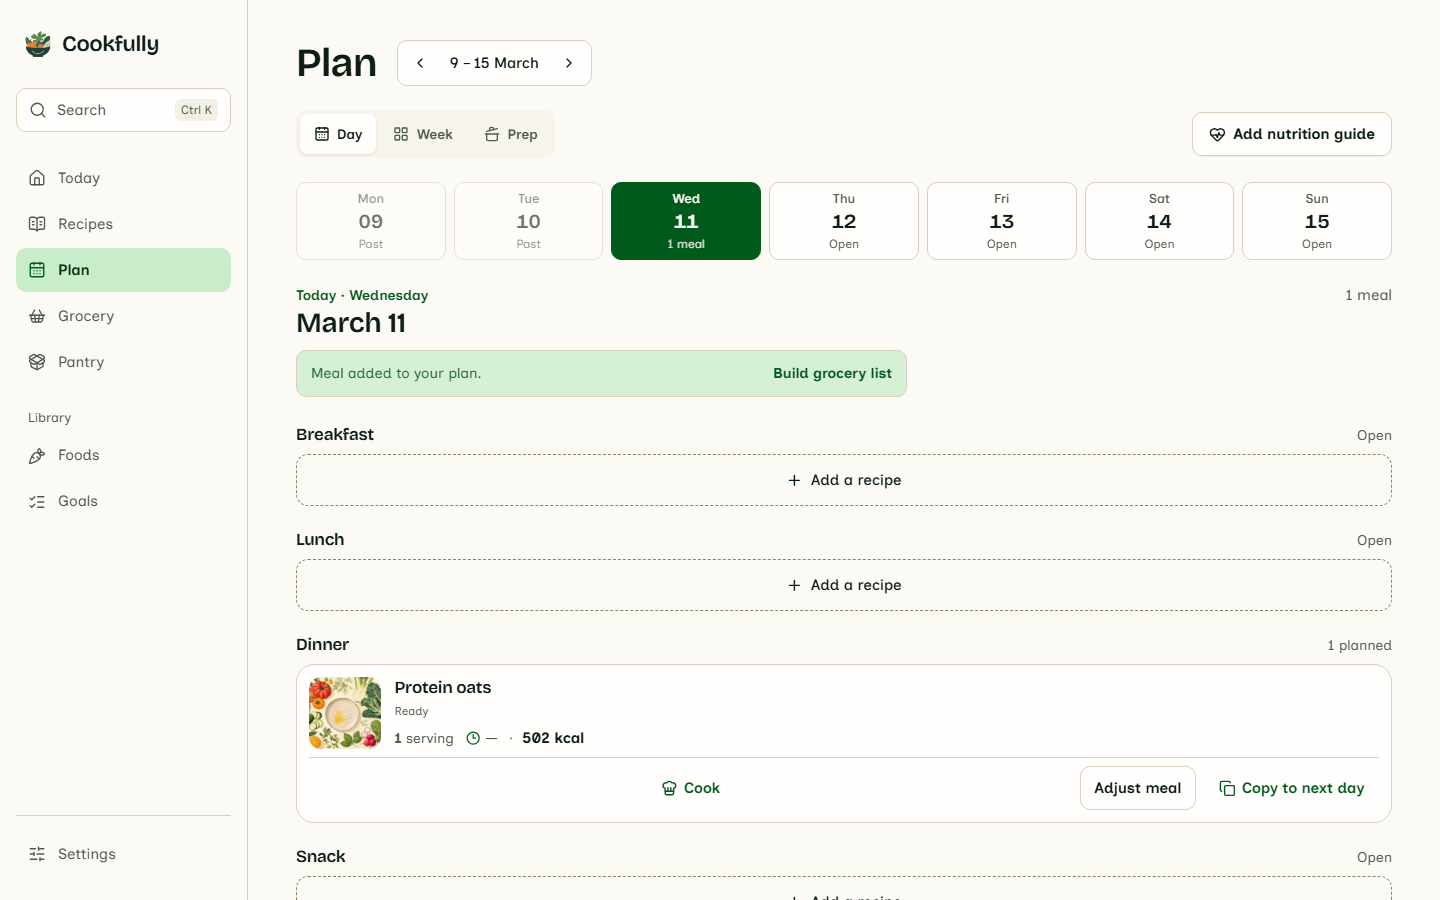 Cookfully
Search
Ctrl K
Today
Recipes
Plan
Grocery
Pantry
Library
Foods
Goals
Settings
Plan
9 – 15 March
Day
Week
Prep
Add nutrition guide
Mon
09
Past
Tue
10
Past
Wed
11
1 meal
Thu
12
Open
Fri
13
Open
Sat
14
Open
Sun
15
Open
Today · Wednesday
1 meal
March 11
Meal added to your plan.
Build grocery list
Breakfast
Open
Add a recipe
Lunch
Open
Add a recipe
Dinner
1 planned
Protein oats
Ready
1 serving — · 502 kcal
Cook
Adjust meal
Copy to next day
Snack
Open
Add a recipe